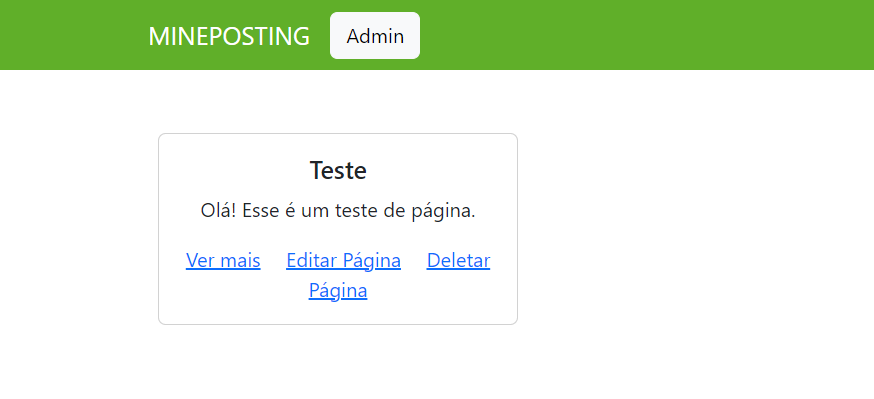 MINEPOSTING Admin
Teste
Olá! Esse é um teste de página.
Ver mais Editar Página Deletar
Página